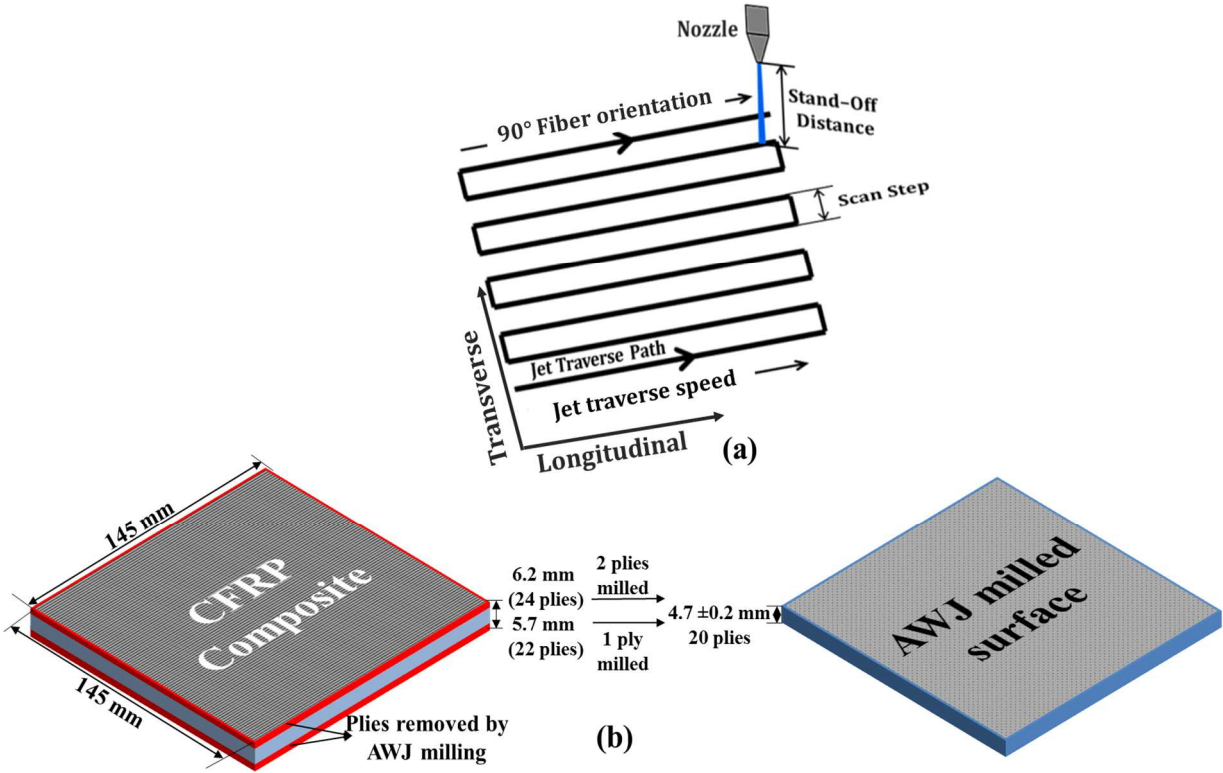 Nozzle
90° Fiber orientation
Stand-Off
Distance
Scan Step
Transverse
Jet Traverse Path
Jet traverse speed
Longitudinal
(a)
145 mm
CFRP
Composite
145 mm
Plies removed by
AWJ milling
6.2 mm
(24 plies)
5.7 mm
(22 plies)
2 plies
milled
1 ply
milled
4.7 ±0.2 mm
20 plies
AWJ milled
surface
(b)